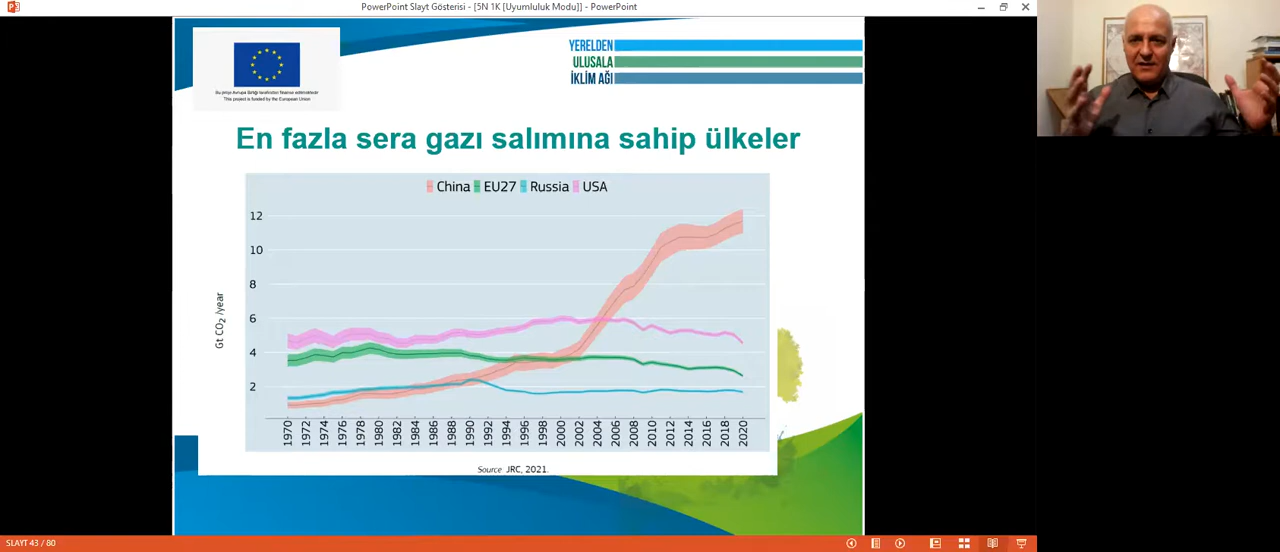 PowerPoint Slayt Gösterisi - [5N 1K [Uyumluluk Modu]] - PowerPoint
Bu proje Avrupa Birliği tarafından finanse edilmektedir
This project is funded by the European Union
YERELDEN
ULUSALA
İKLİM AĞI
En fazla sera gazı salımına sahip ülkeler
China EU27 Russia USA
12
10
8
6
4
2
Gt CO₂ /year
1970 1972 1974 1976 1978 1980 1982 1984 1986 1988 1990 1992 1994 1996 1998 2000 2002 2004 2006 2008 2010 2012 2014 2016 2018 2020
Source JRC, 2021.
SLAYT 43 / 80